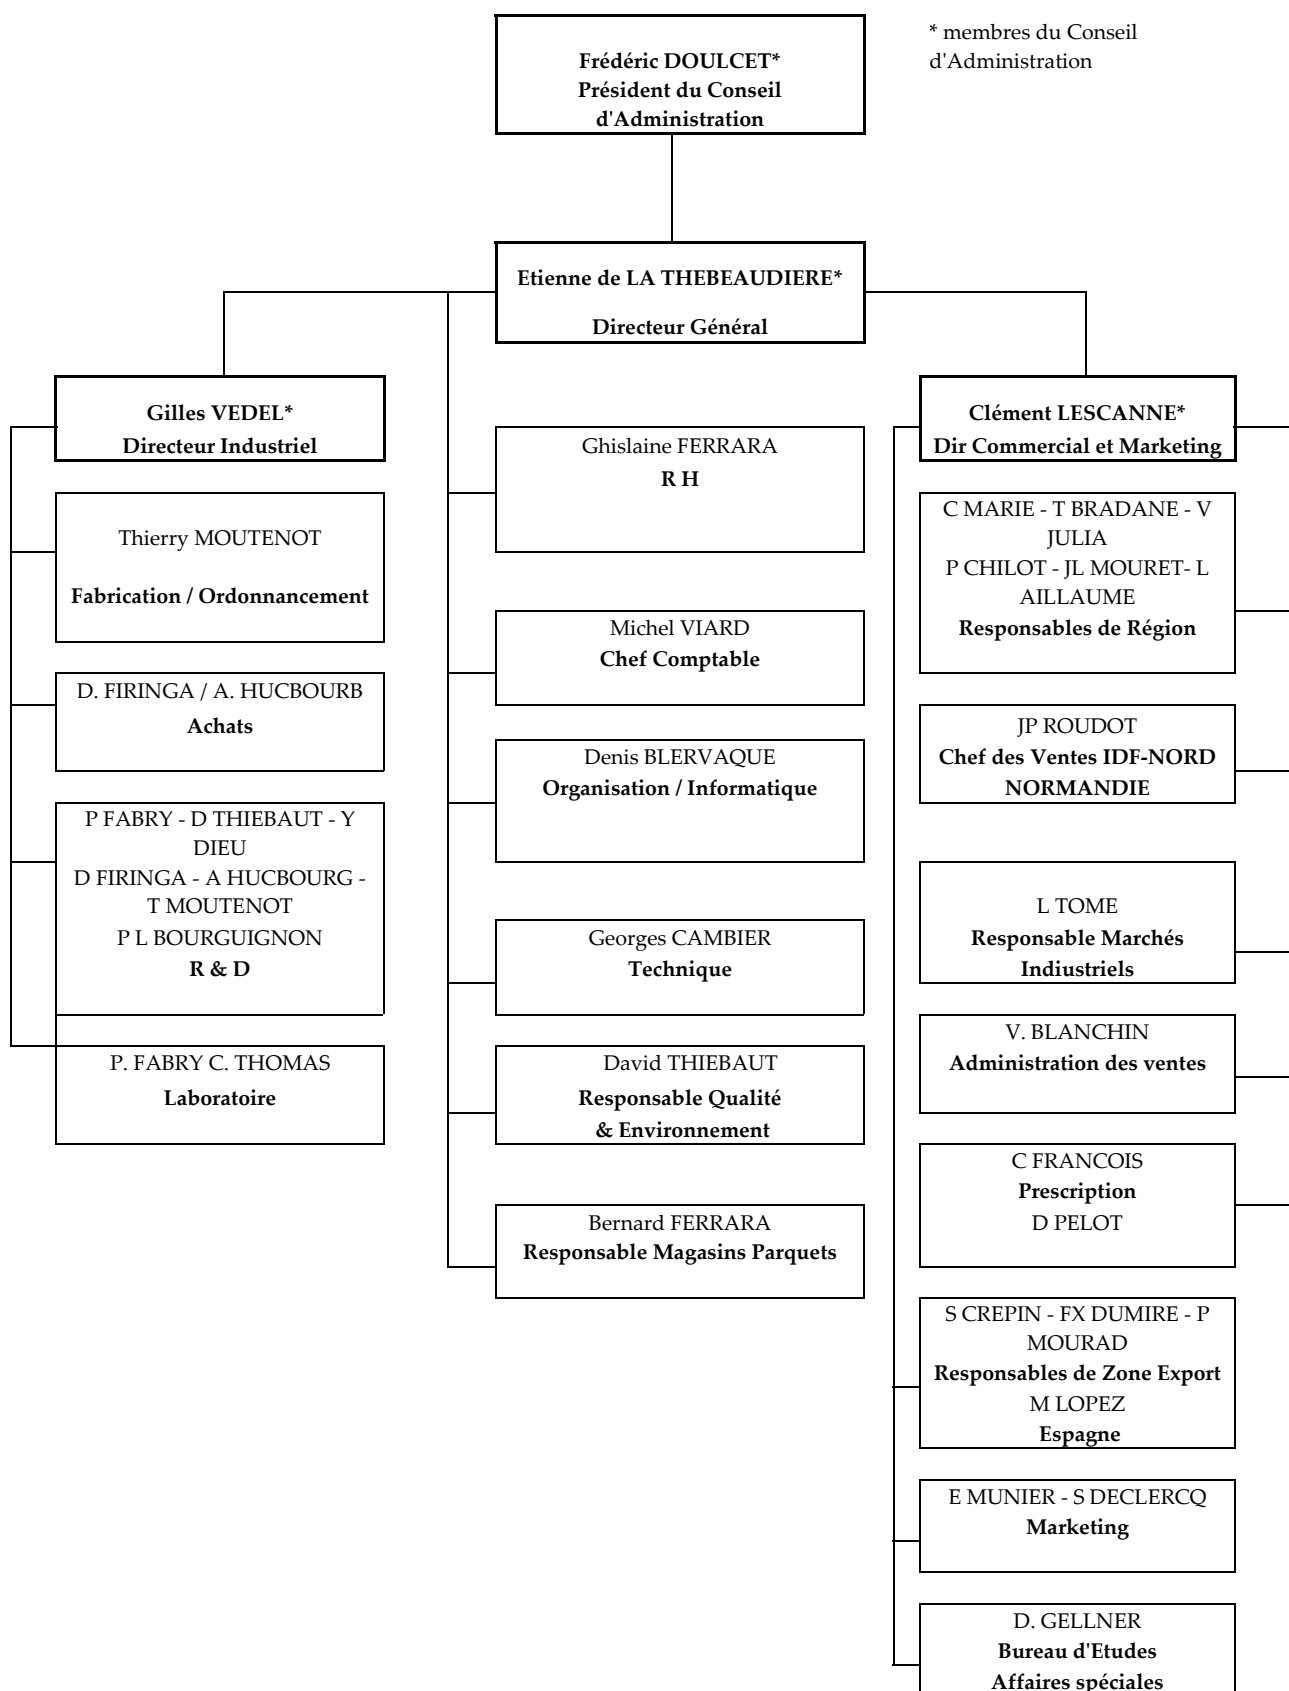 * membres du Conseil
d'Administration
Frédéric DOULCET*
Président du Conseil
d'Administration
Etienne de LA THEBEAUDIERE*
Directeur Général
Gilles VEDEL*
Directeur Industriel
Thierry MOUTENOT
Fabrication / Ordonnancement
D. FIRINGA / A. HUCBOURB
Achats
P FABRY - D THIEBAUT - Y
DIEU
D FIRINGA - A HUCBOURG -
T MOUTENOT
P L BOURGUIGNON
R & D
P. FABRY C. THOMAS
Laboratoire
Ghislaine FERRARA
R H
Michel VIARD
Chef Comptable
Denis BLERVAQUE
Organisation / Informatique
Georges CAMBIER
Technique
David THIEBAUT
Responsable Qualité
& Environnement
Bernard FERRARA
Responsable Magasins Parquets
Clément LESCANNE*
Dir Commercial et Marketing
C MARIE - T BRADANE - V
JULIA
P CHILOT - JL MOURET- L
AILLAUME
Responsables de Région
JP ROUDOT
Chef des Ventes IDF-NORD
NORMANDIE
L TOME
Responsable Marchés
Indiustriels
V. BLANCHIN
Administration des ventes
C FRANCOIS
Prescription
D PELOT
S CREPIN - FX DUMIRE - P
MOURAD
Responsables de Zone Export
M LOPEZ
Espagne
E MUNIER - S DECLERCQ
Marketing
D. GELLNER
Bureau d'Etudes
Affaires spéciales